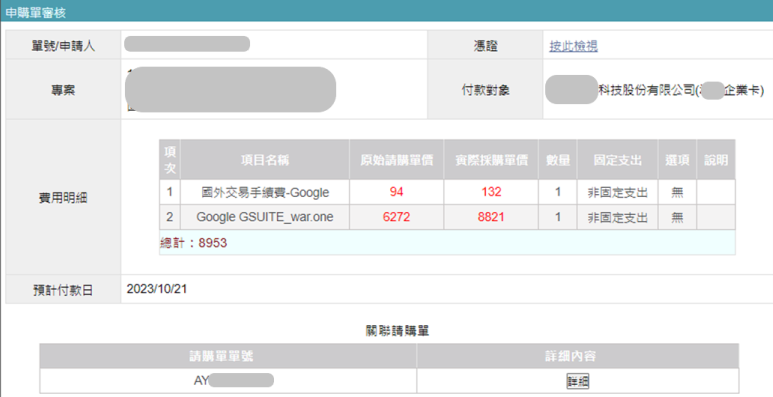 申購單審核
單號/申請人
憑證 按此檢視
專案
付款對象 科技股份有限公司( 企業卡)
費用明細
項次 項目名稱 原始請購單價 實際採購單價 數量 固定支出 選項 說明
1 國外交易手續費-Google 94 132 1 非固定支出 無
2 Google GSUITE_war.one 6272 8821 1 非固定支出 無
總計：8953
預計付款日 2023/10/21
關聯請購單
請購單單號 詳細內容
AY 詳細